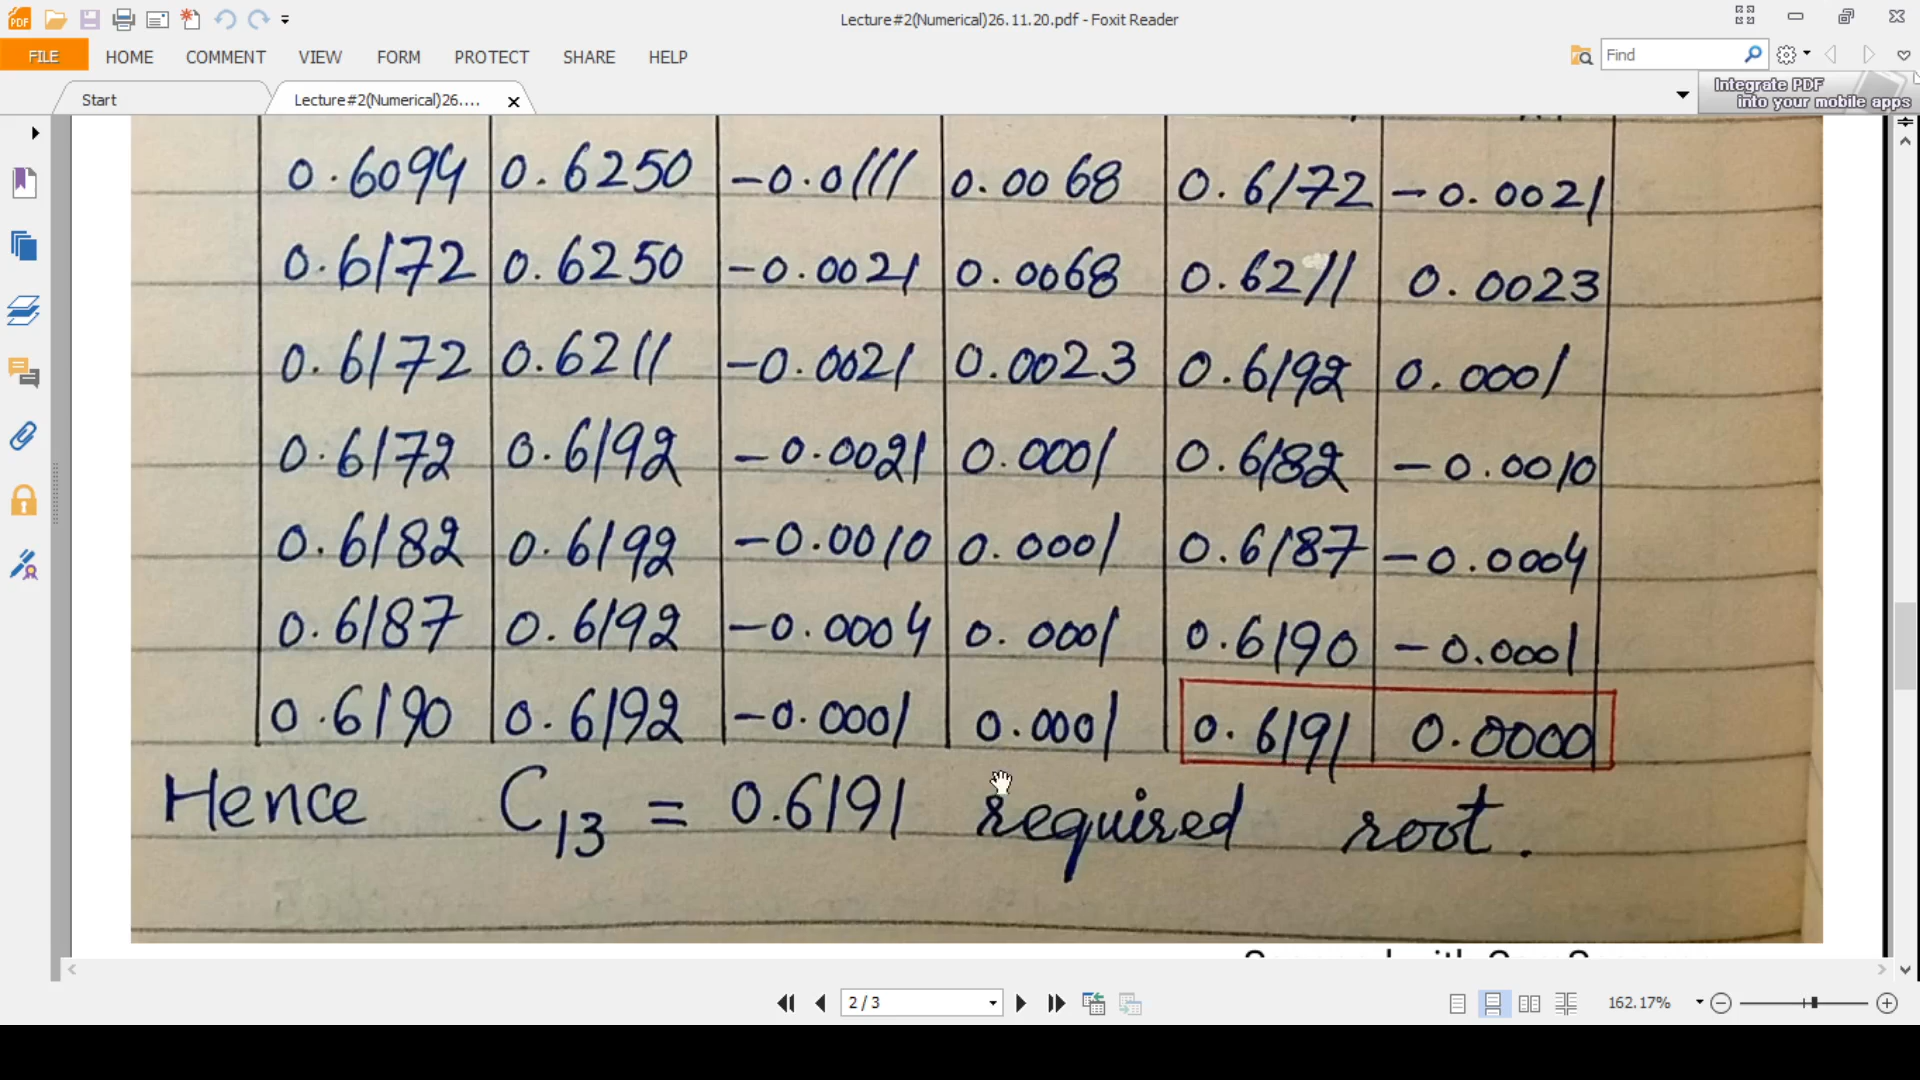 Lecture#2(Numerical)26.11.20.pdf - Foxit Reader
FILE HOME COMMENT VIEW FORM PROTECT SHARE HELP Find
Start Lecture#2(Numerical)26.... Integrate PDF
into your mobile apps
0.6094 0.6250 -0.0111 0.0068 0.6172 -0.0021
0.6172 0.6250 -0.0021 0.0068 0.6211 0.0023
0.6172 0.6211 -0.0021 0.0023 0.6192 0.0001
0.6172 0.6192 -0.0021 0.0001 0.6182 -0.0010
0.6182 0.6192 -0.0010 0.0001 0.6187 -0.0004
0.6187 0.6192 -0.0004 0.0001 0.6190 -0.0001
0.6190 0.6192 -0.0001 0.0001 0.6191 0.0000
Hence C13 = 0.6191 required root.
2 / 3 162.17%